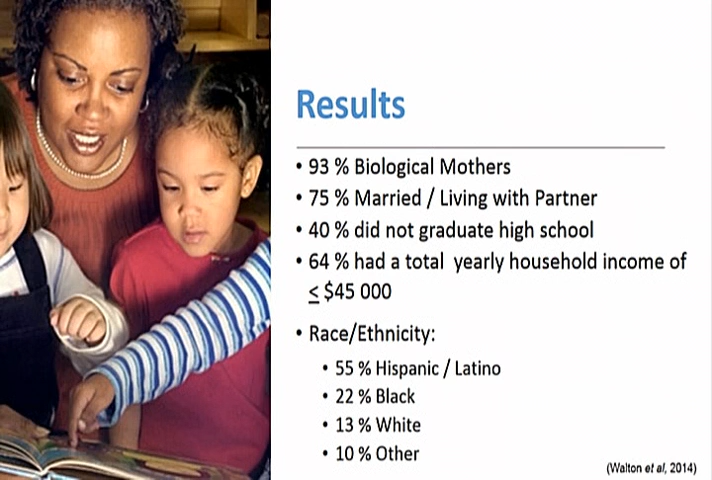 Results
• 93 % Biological Mothers
• 75 % Married / Living with Partner
• 40 % did not graduate high school
• 64 % had a total yearly household income of
≤ $45 000
• Race/Ethnicity:
• 55 % Hispanic / Latino
• 22 % Black
• 13 % White
• 10 % Other
(Walton et al, 2014)